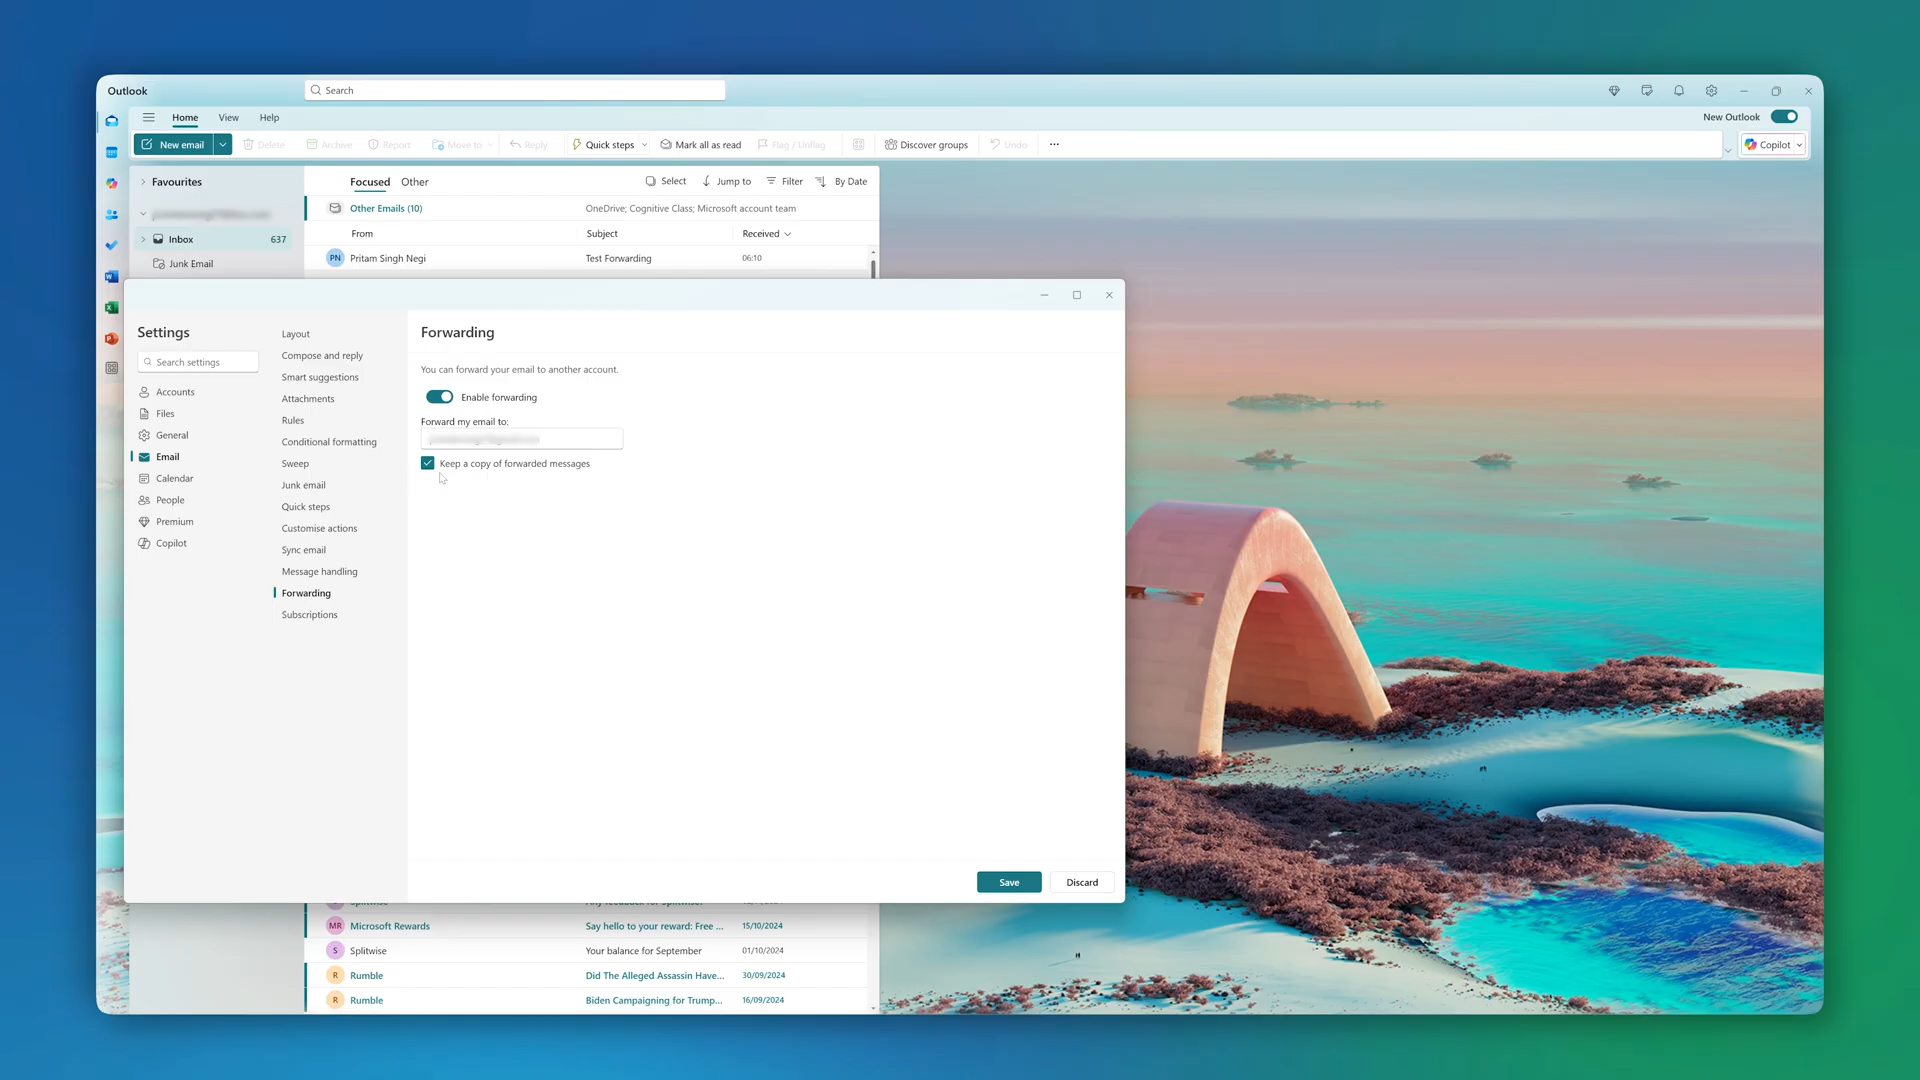 Outlook
Search
Home View Help
New Outlook
New email Delete Archive Report Move to Reply Quick steps Mark all as read Flag / Unflag Discover groups Undo ... Copilot
Favourites
Focused Other Select Jump to Filter By Date
Other Emails (10) OneDrive; Cognitive Class; Microsoft account team
Inbox 637
From Subject Received
Junk Email
PN Pritam Singh Negi Test Forwarding 06:10
Settings
Search settings
Accounts
Files
General
Email
Calendar
People
Premium
Copilot
Layout
Compose and reply
Smart suggestions
Attachments
Rules
Conditional formatting
Sweep
Junk email
Quick steps
Customise actions
Sync email
Message handling
Forwarding
Subscriptions
Forwarding
You can forward your email to another account.
Enable forwarding
Forward my email to:
Keep a copy of forwarded messages
Save Discard
MR Microsoft Rewards Say hello to your reward: Free ... 15/10/2024
S Splitwise Your balance for September 01/10/2024
R Rumble Did The Alleged Assassin Have... 30/09/2024
R Rumble Biden Campaigning for Trump... 16/09/2024